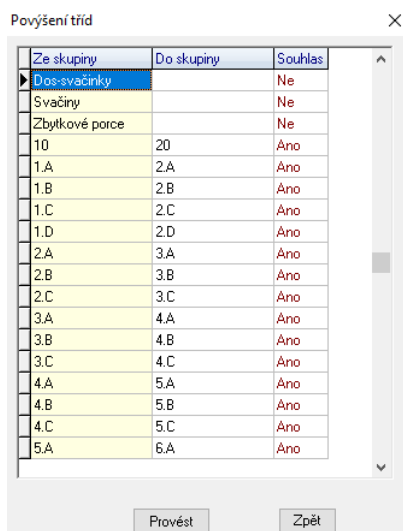 Povýšení tříd
Ze skupiny Do skupiny Souhlas
Dos-svačinky Ne
Svačiny Ne
Zbytkové porce Ne
10 20 Ano
1.A 2.A Ano
1.B 2.B Ano
1.C 2.C Ano
1.D 2.D Ano
2.A 3.A Ano
2.B 3.B Ano
2.C 3.C Ano
3.A 4.A Ano
3.B 4.B Ano
3.C 4.C Ano
4.A 5.A Ano
4.B 5.B Ano
4.C 5.C Ano
5.A 6.A Ano
Provést Zpět